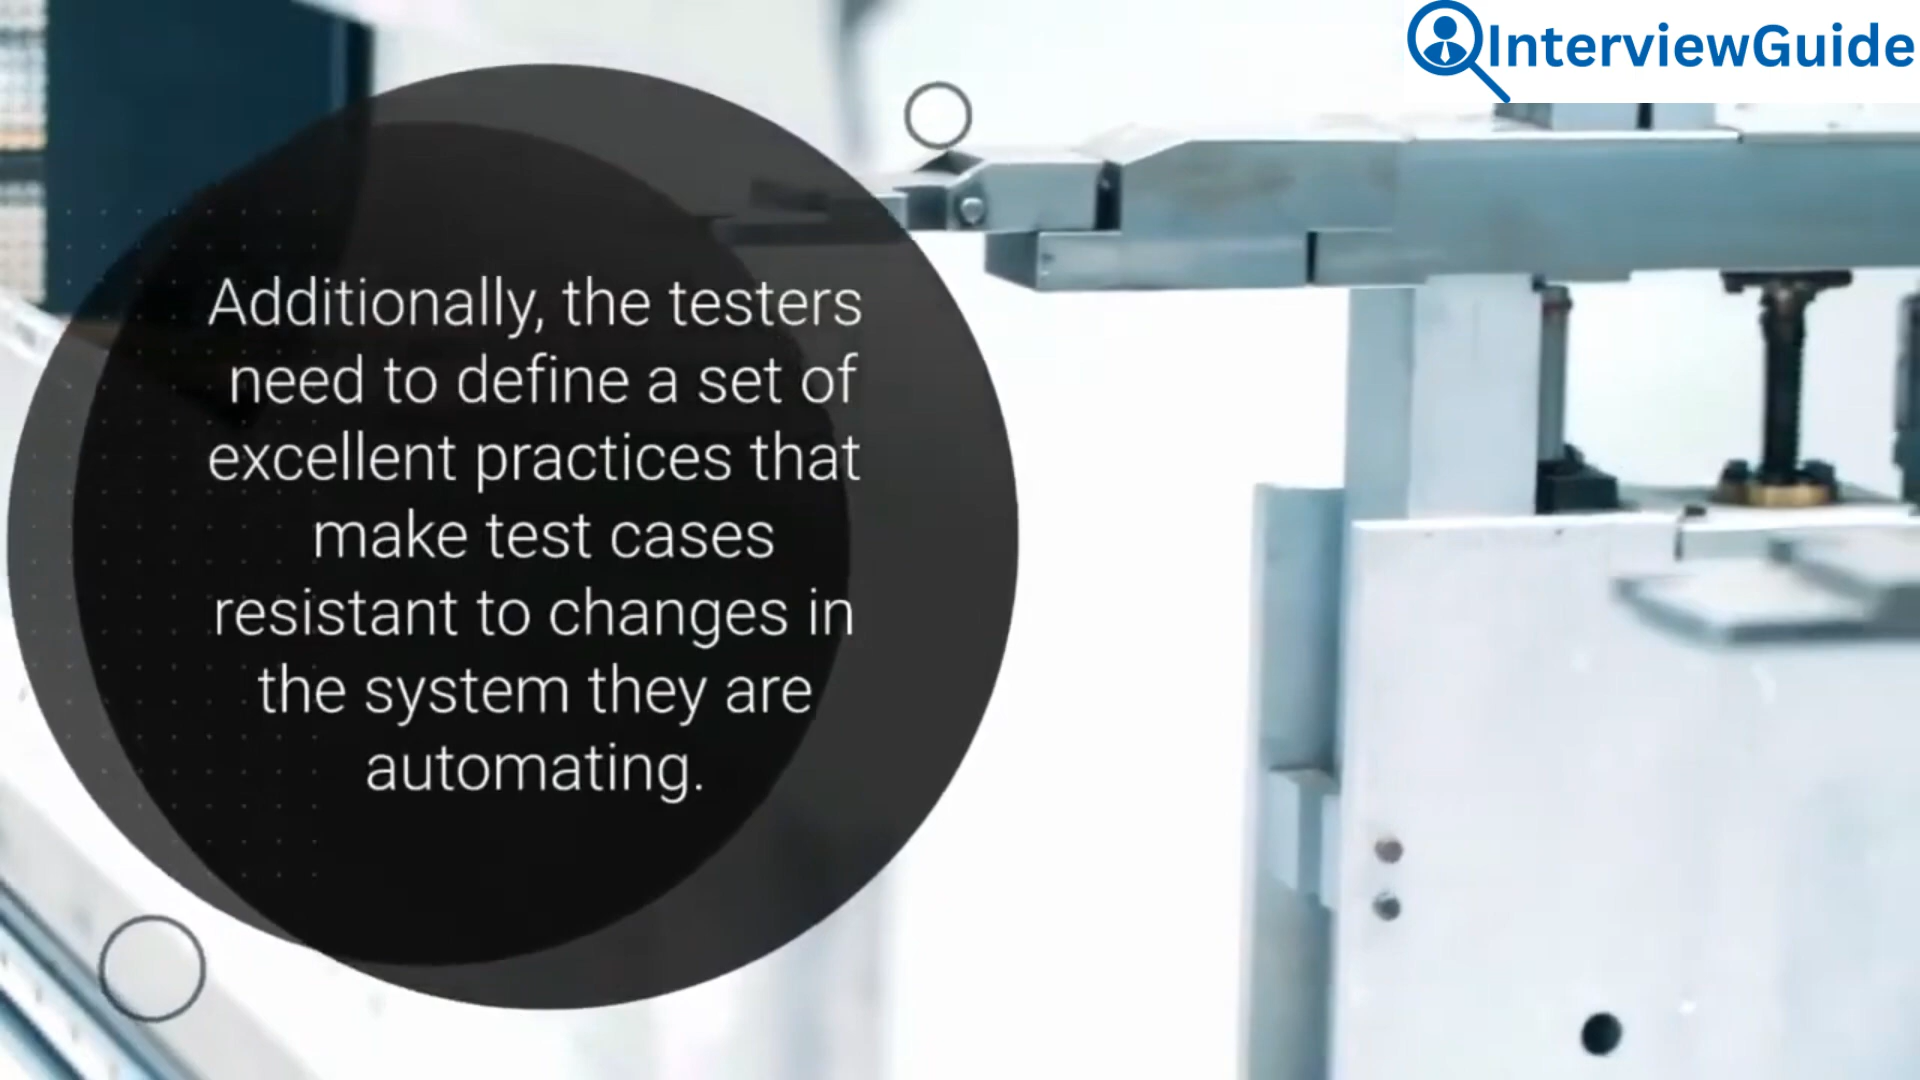 InterviewGuide
Additionally, the testers
need to define a set of
excellent practices that
make test cases
resistant to changes in
the system they are
automating.